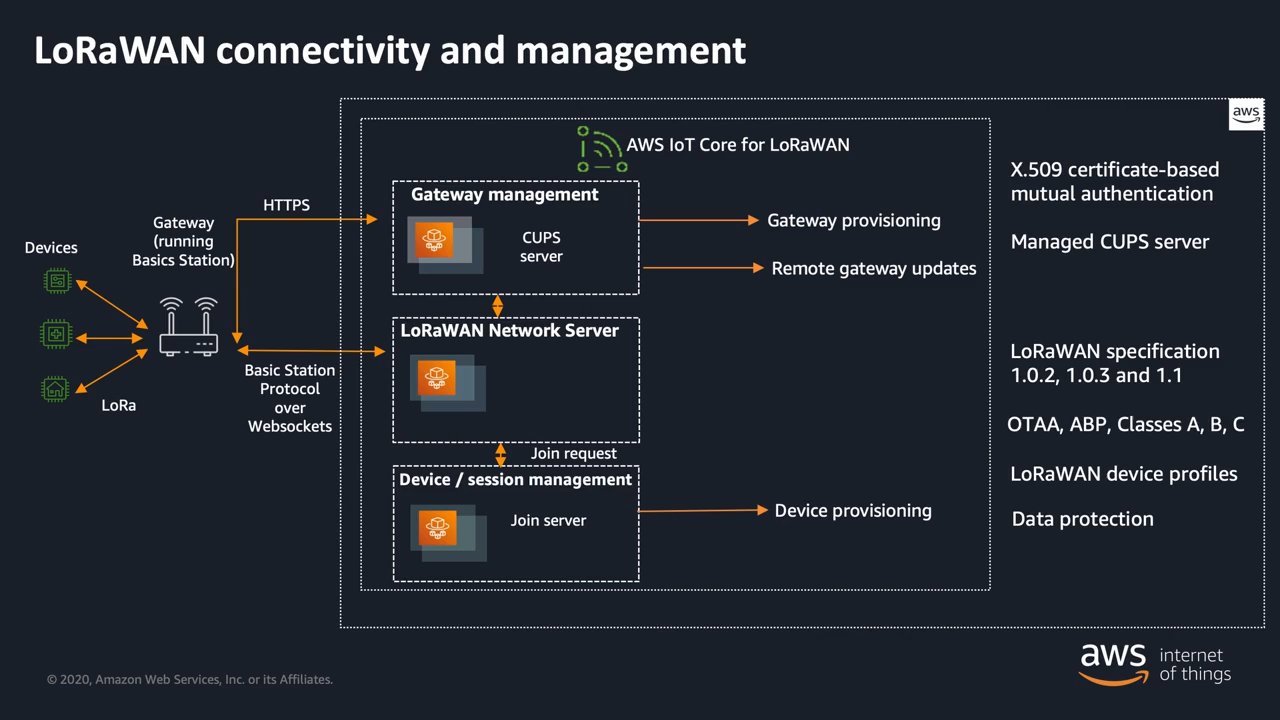 LoRaWAN connectivity and management
aws
AWS IoT Core for LoRaWAN
Devices
LoRa
Gateway
(running
Basics Station)
HTTPS
Basic Station
Protocol
over
Websockets
Gateway management
CUPS
server
Gateway provisioning
Remote gateway updates
LoRaWAN Network Server
Join request
Device / session management
Join server
Device provisioning
X.509 certificate-based
mutual authentication
Managed CUPS server
LoRaWAN specification
1.0.2, 1.0.3 and 1.1
OTAA, ABP, Classes A, B, C
LoRaWAN device profiles
Data protection
© 2020, Amazon Web Services, Inc. or its Affiliates.
aws
internet
of things